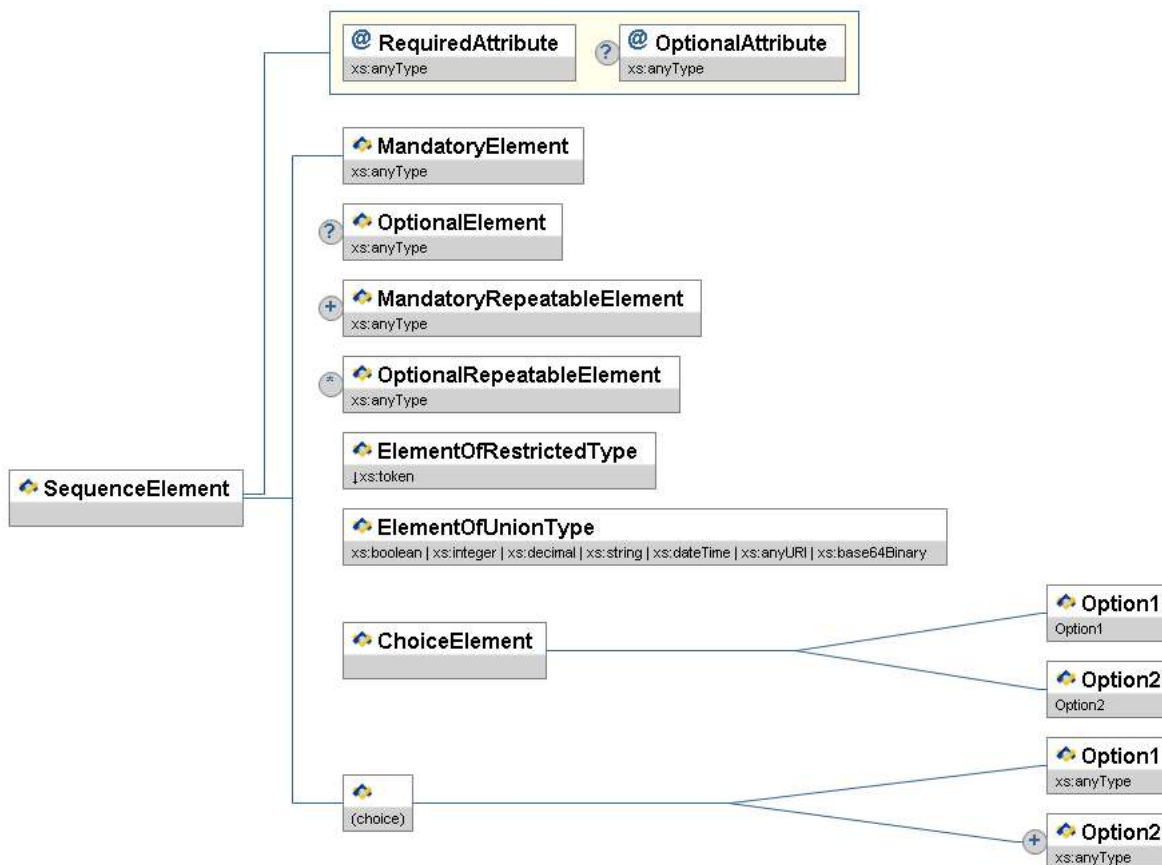 @ RequiredAttribute
xs:anyType
? @ OptionalAttribute
xs:anyType
MandatoryElement
xs:anyType
? OptionalElement
xs:anyType
+ MandatoryRepeatableElement
xs:anyType
* OptionalRepeatableElement
xs:anyType
ElementOfRestrictedType
↓xs:token
SequenceElement
ElementOfUnionType
xs:boolean | xs:integer | xs:decimal | xs:string | xs:dateTime | xs:anyURI | xs:base64Binary
ChoiceElement
Option1
Option1
Option2
Option2
(choice)
Option1
xs:anyType
+ Option2
xs:anyType